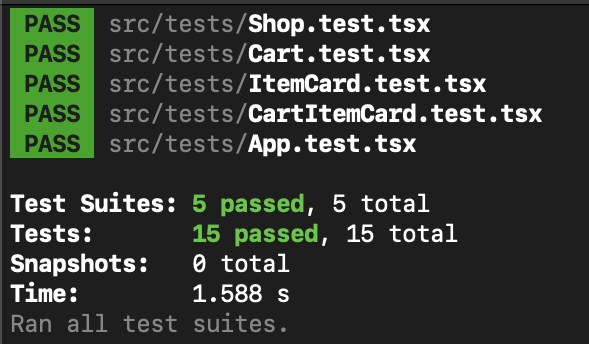 PASS src/tests/Shop.test.tsx
PASS src/tests/Cart.test.tsx
PASS src/tests/ItemCard.test.tsx
PASS src/tests/CartItemCard.test.tsx
PASS src/tests/App.test.tsx
Test Suites: 5 passed, 5 total
Tests: 15 passed, 15 total
Snapshots: 0 total
Time: 1.588 s
Ran all test suites.